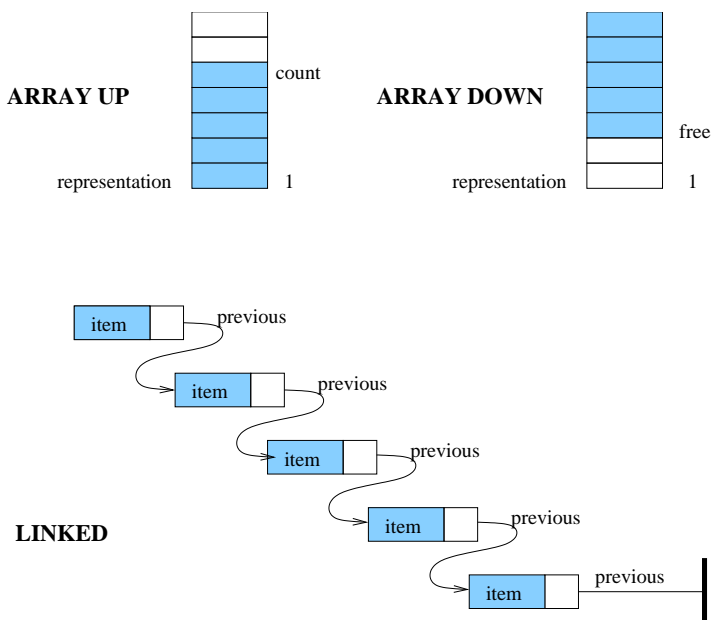 count
ARRAY UP
representation
1
ARRAY DOWN
free
representation
1
item
previous
item
previous
item
previous
item
previous
LINKED
item
previous